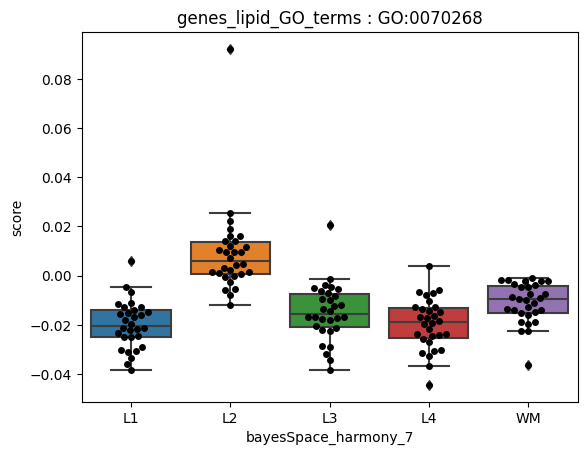 genes_lipid_GO_terms : GO:0070268
0.08
0.06
0.04
0.02
0.00
−0.02
−0.04
score
L1 L2 L3 L4 WM
bayesSpace_harmony_7